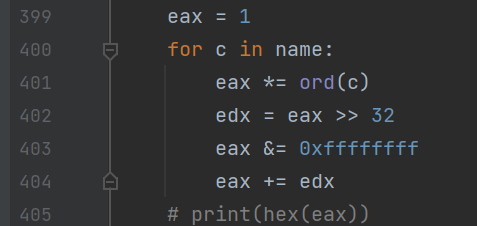 399 eax = 1
400 for c in name:
401 eax *= ord(c)
402 edx = eax >> 32
403 eax &= 0xffffffff
404 eax += edx
405 # print(hex(eax))